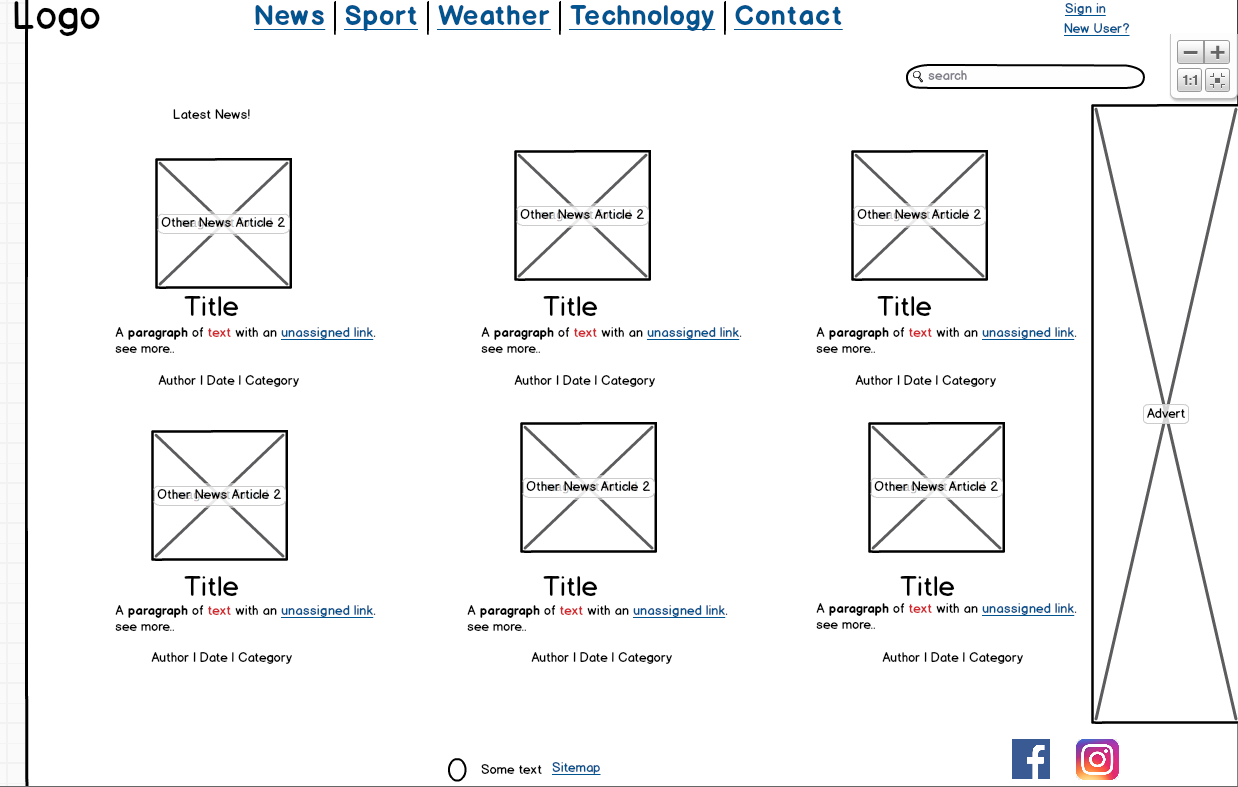 Logo
News | Sport | Weather | Technology | Contact
Sign in
New User?
1:1
search
Latest News!
Other News Article 2
Other News Article 2
Other News Article 2
Title
Title
Title
A paragraph of text with an unassigned link.
see more..
A paragraph of text with an unassigned link.
see more..
A paragraph of text with an unassigned link.
see more..
Author | Date | Category
Author | Date | Category
Author | Date | Category
Advert
Other News Article 2
Other News Article 2
Other News Article 2
Title
Title
Title
A paragraph of text with an unassigned link.
see more..
A paragraph of text with an unassigned link.
see more..
A paragraph of text with an unassigned link.
see more..
Author | Date | Category
Author | Date | Category
Author | Date | Category
Some text Sitemap